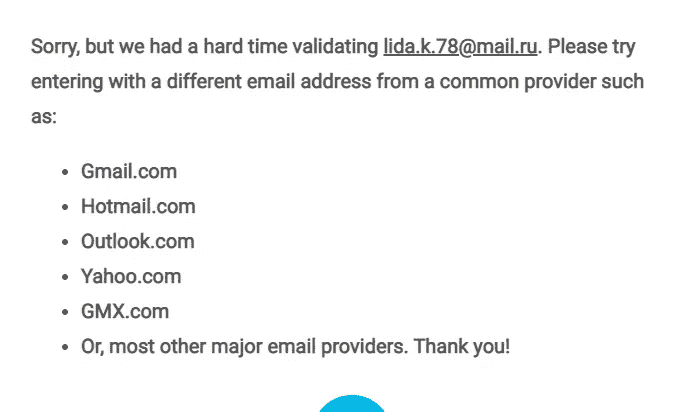 Sorry, but we had a hard time validating lida.k.78@mail.ru. Please try
entering with a different email address from a common provider such
as:
• Gmail.com
• Hotmail.com
• Outlook.com
• Yahoo.com
• GMX.com
• Or, most other major email providers. Thank you!